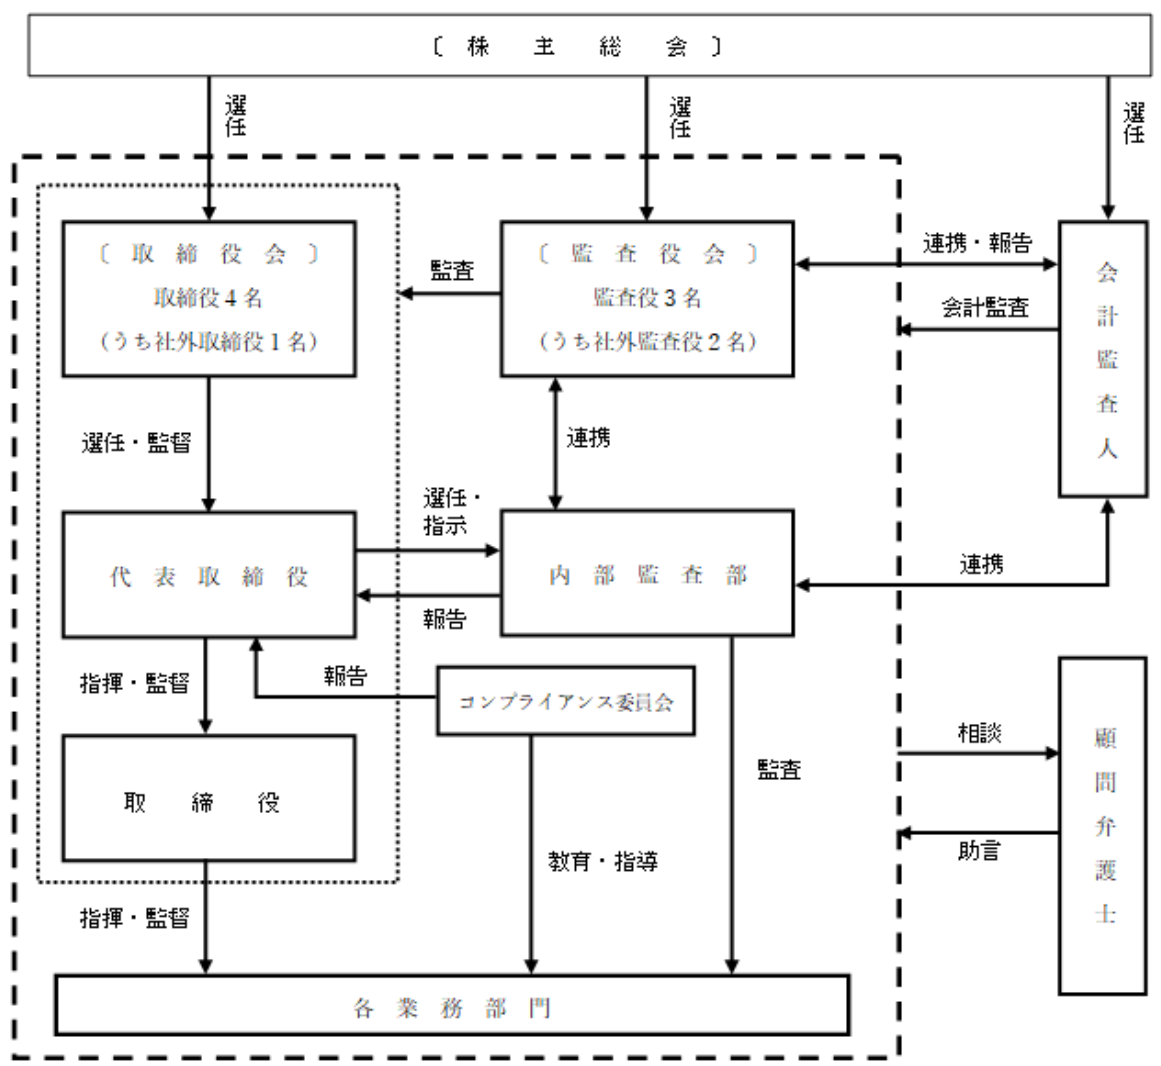 〔 株 主 総 会 〕
選任
選任
選任
〔 取 締 役 会 〕
取締役4名
(うち社外取締役1名)
監査
〔 監 査 役 会 〕
監査役3名
(うち社外監査役2名)
連携・報告
会計監査
会計監査人
選任・監督
連携
選任・
指示
代 表 取 締 役
内 部 監 査 部
連携
報告
指揮・監督
報告
コンプライアンス委員会
相談
顧問弁護士
監査
取 締 役
助言
教育・指導
指揮・監督
各 業 務 部 門